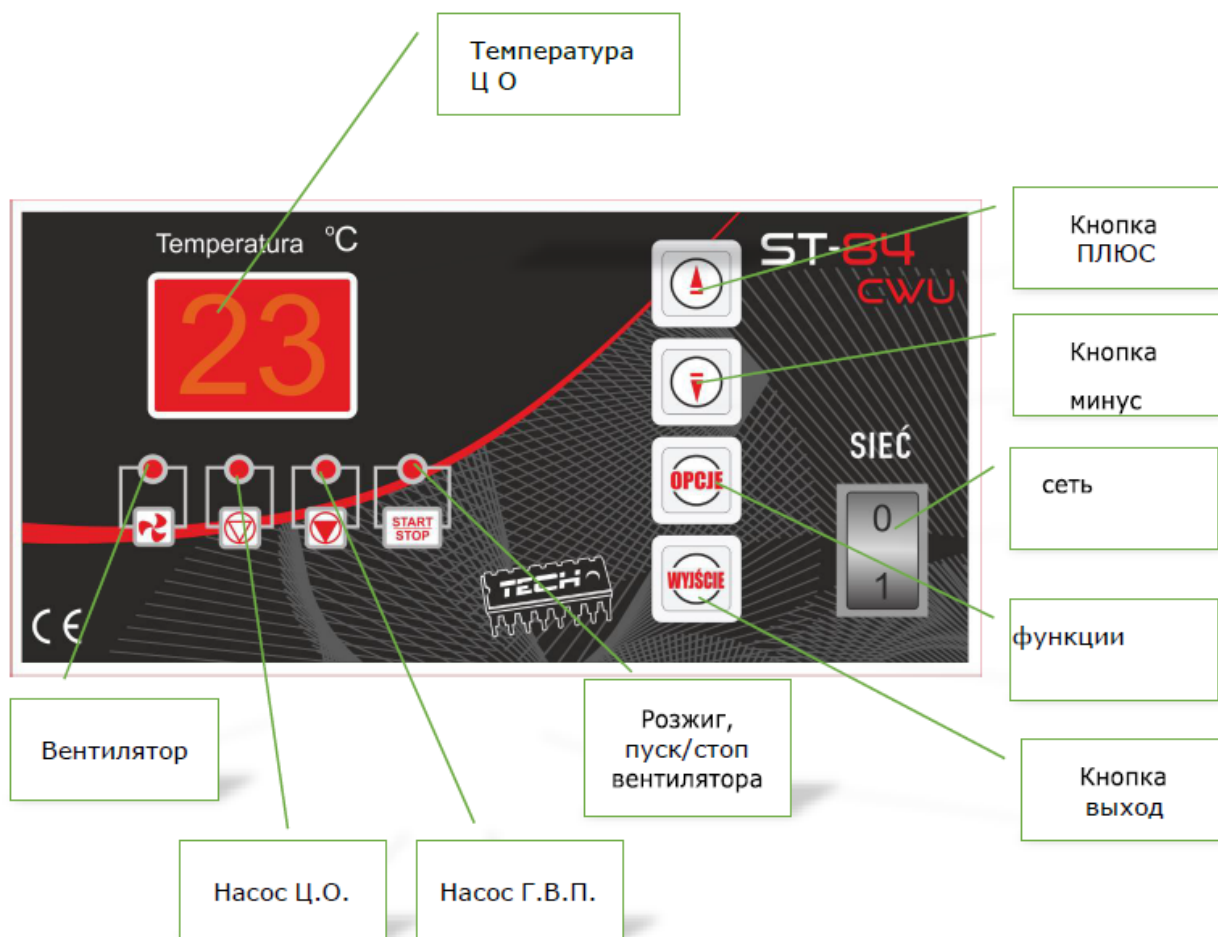 Температура
Ц О
Temperatura °C
23
ST-84
CWU
Кнопка
ПЛЮС
Кнопка
минус
SIEĆ
0
1
сеть
OPCJE
WYJŚCIE
START
STOP
TECH
CE
функции
Вентилятор
Розжиг,
пуск/стоп
вентилятора
Кнопка
выход
Насос Ц.О.
Насос Г.В.П.